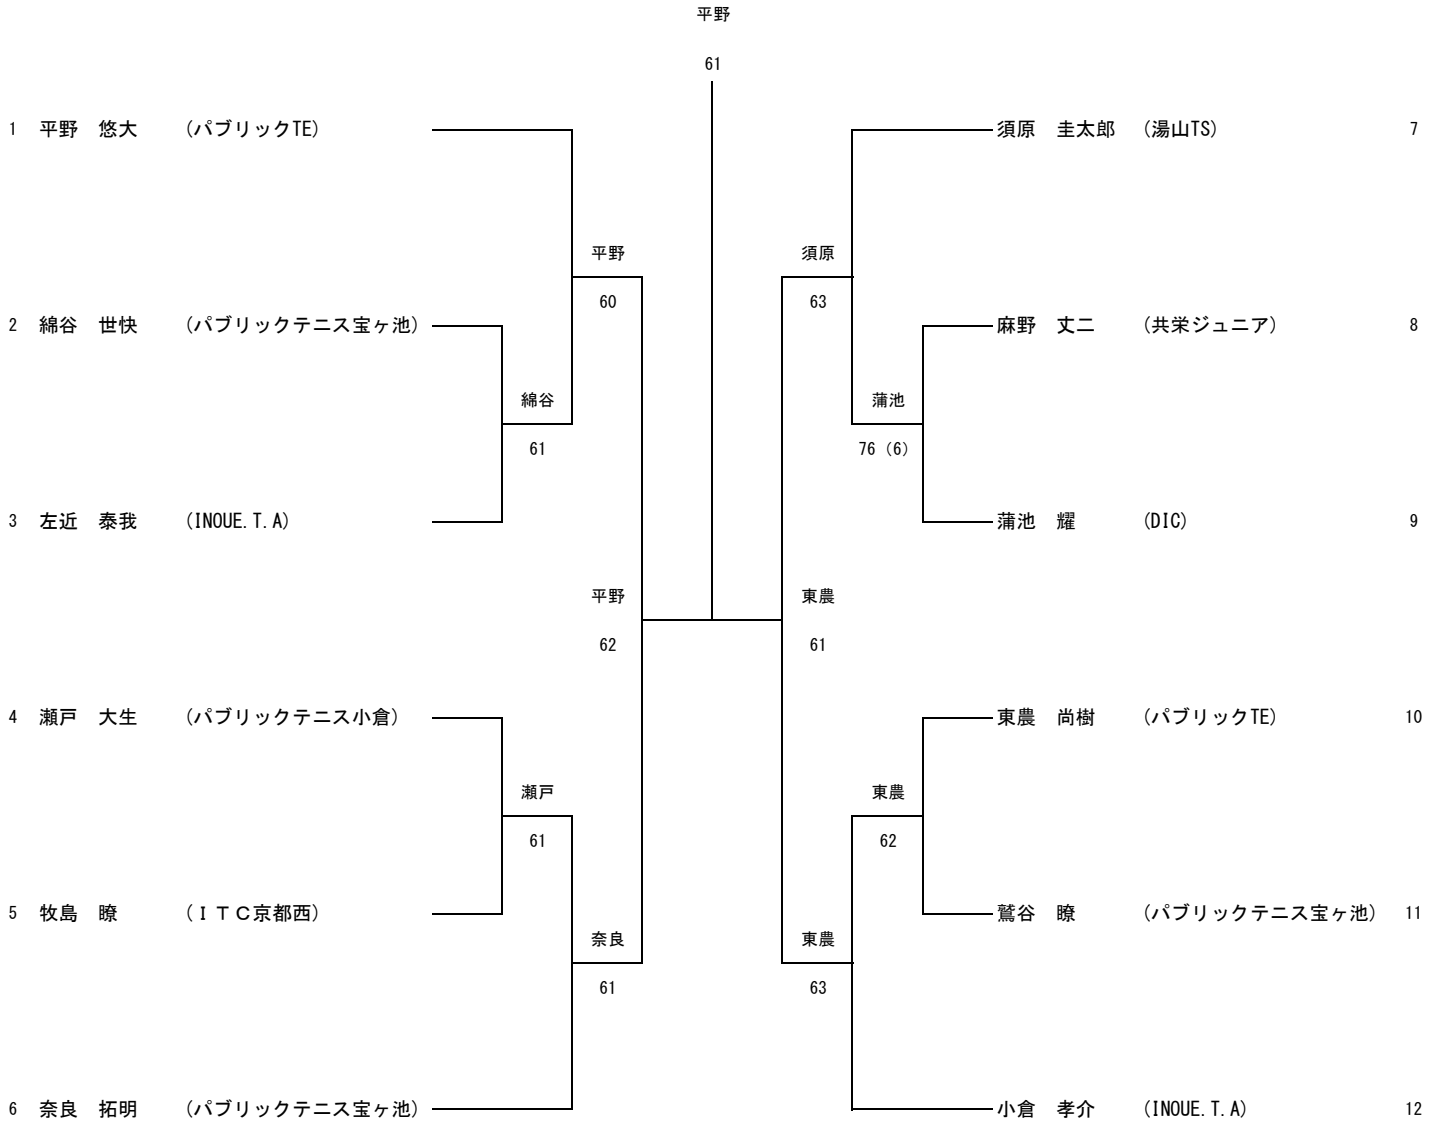 平野
61
1 平野　悠大 （パブリックTE） 須原　圭太郎 （湯山TS） 7
平野 須原
60 63
2 綿谷　世快 （パブリックテニス宝ヶ池） 麻野　丈二 （共栄ジュニア） 8
綿谷 蒲池
61 76（6）
3 左近　泰我 （INOUE.T.A） 蒲池　耀 （DIC） 9
平野 東農
62 61
4 瀬戸　大生 （パブリックテニス小倉） 東農　尚樹 （パブリックTE） 10
瀬戸 東農
61 62
5 牧島　瞭 （ＩＴＣ京都西） 鷲谷　瞭 （パブリックテニス宝ヶ池） 11
奈良 東農
61 63
6 奈良　拓明 （パブリックテニス宝ヶ池） 小倉　孝介 （INOUE.T.A） 12